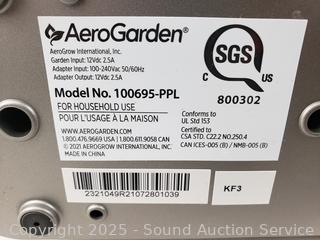 AeroGarden®
AeroGrow International, Inc.
Garden Input: 12Vdc 2.5A
Adapter Input: 100-240Vac 50/60Hz
Adapter Output: 12Vdc 2.5A
Model No. 100695-PPL
FOR HOUSEHOLD USE
POUR L'USAGE À LA MAISON
WWW.AEROGARDEN.COM
1.800.476.9669 / 1.800.611.9058 CAN
© 2021 AEROGROW INTERNATIONAL, INC.
MADE IN CHINA
SGS
C US
800302
Conforms to
UL Std 153
Certified to
CSA STD. C22.2 NO.250.4
CAN ICES-005 (B) / NMB-005 (B)
2321049R21072801039
KF3
Copyright 2025 - Sound Auction Service